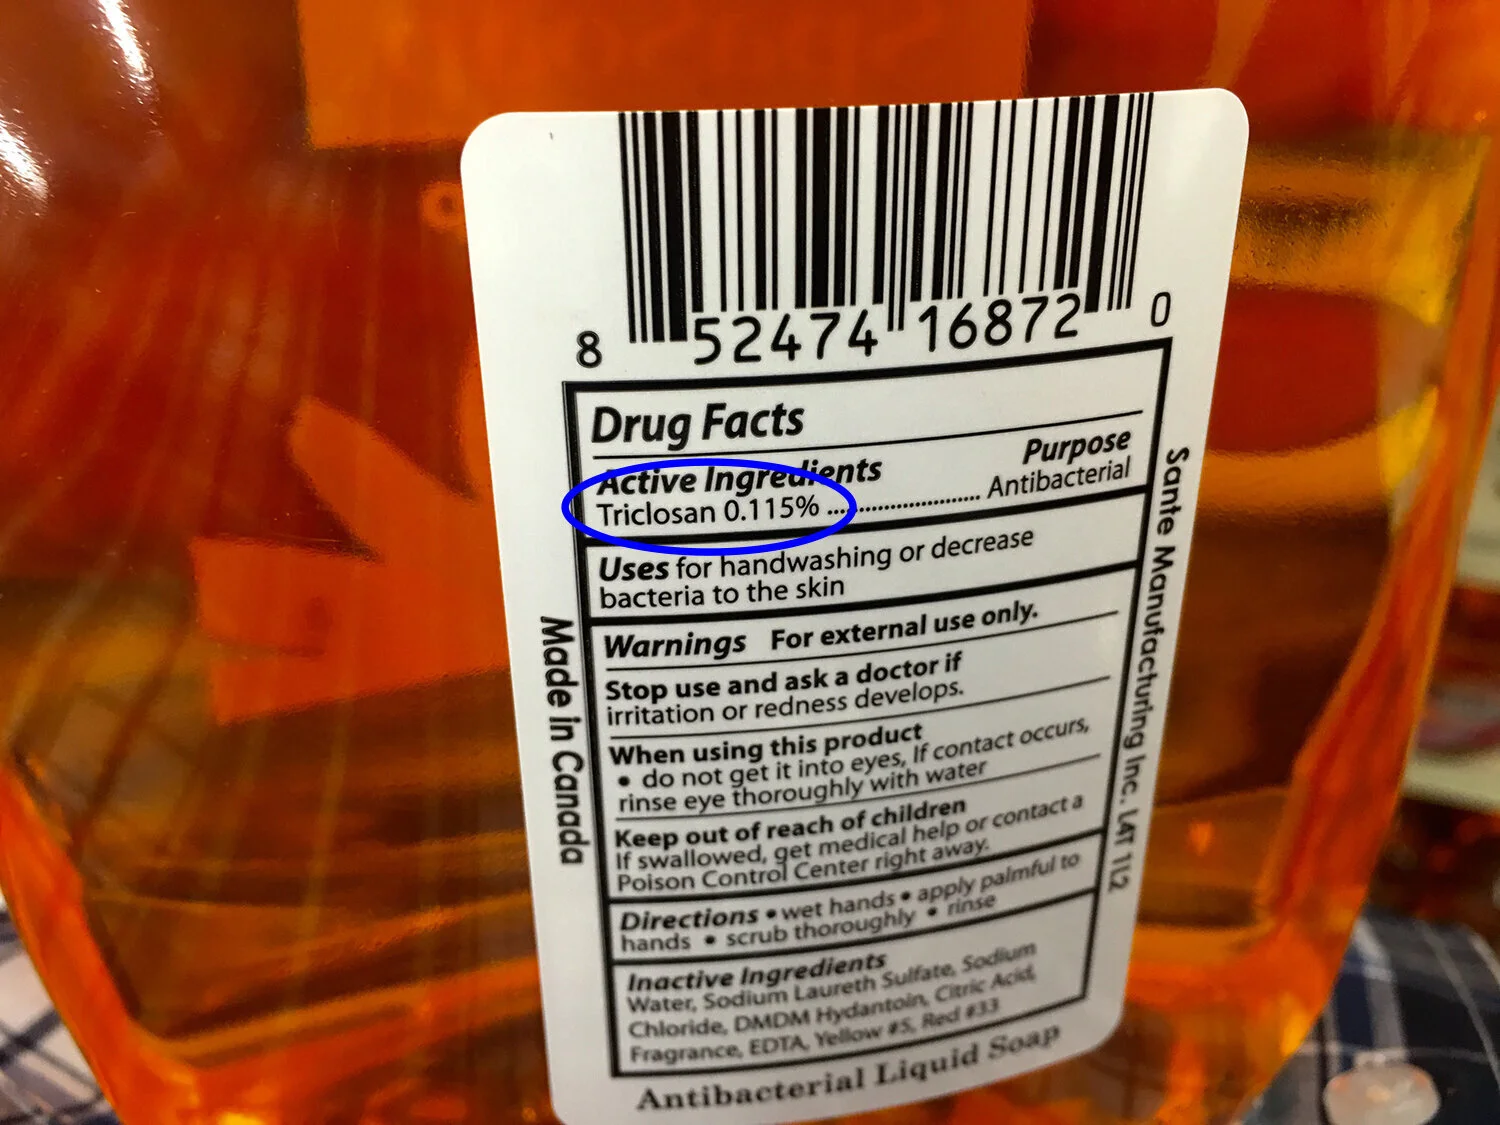 8 52474 16872 0
Drug Facts
Active Ingredients Purpose
Triclosan 0.115% ........................ Antibacterial
Uses for handwashing or decrease
bacteria to the skin
Warnings For external use only.
Stop use and ask a doctor if
irritation or redness develops.
When using this product
• do not get it into eyes, If contact occurs,
rinse eye thoroughly with water
Keep out of reach of children
If swallowed, get medical help or contact a
Poison Control Center right away.
Directions • wet hands • apply palmful to
hands • scrub thoroughly • rinse
Inactive Ingredients
Water, Sodium Laureth Sulfate, Sodium
Chloride, DMDM Hydantoin, Citric Acid,
Fragrance, EDTA, Yellow #5, Red #33
Antibacterial Liquid Soap
Made in Canada
Sante Manufacturing Inc. L4T 1L2